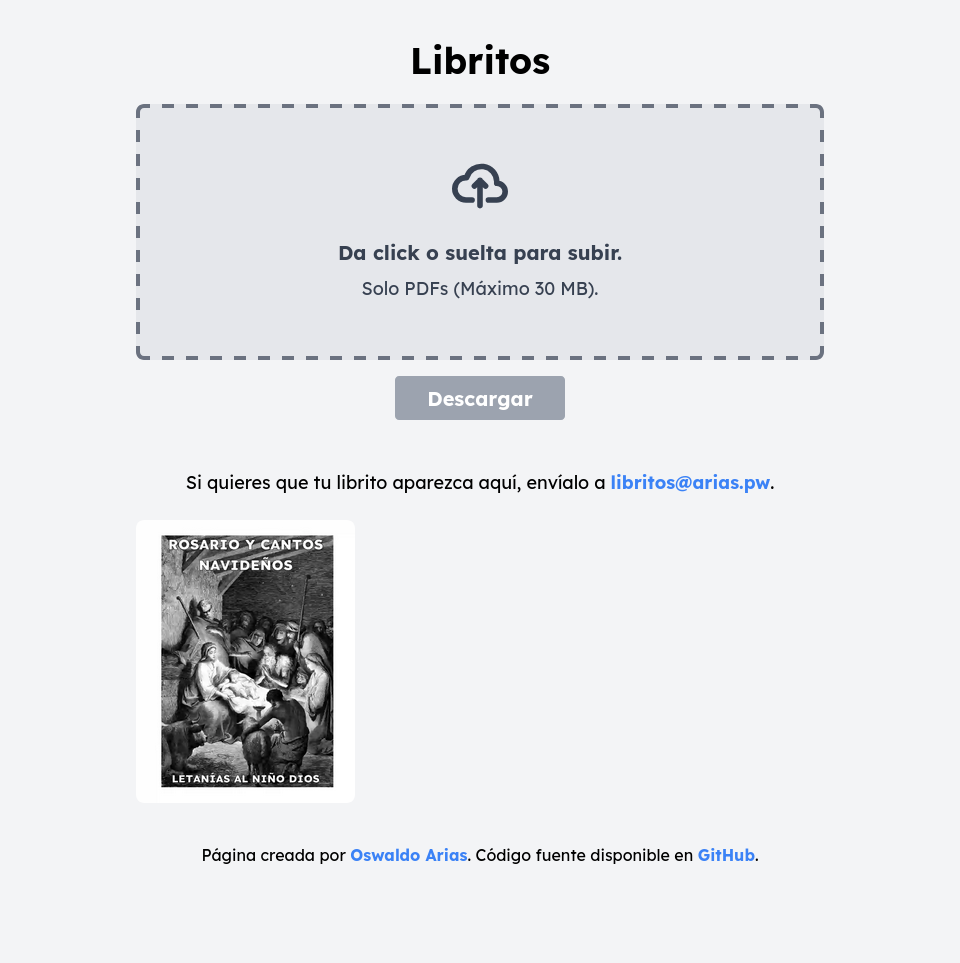 Libritos
Da click o suelta para subir.
Solo PDFs (Máximo 30 MB).
Descargar
Si quieres que tu librito aparezca aquí, envíalo a libritos@arias.pw.
ROSARIO Y CANTOS
NAVIDEÑOS
LETANÍAS AL NIÑO DIOS
Página creada por Oswaldo Arias. Código fuente disponible en GitHub.